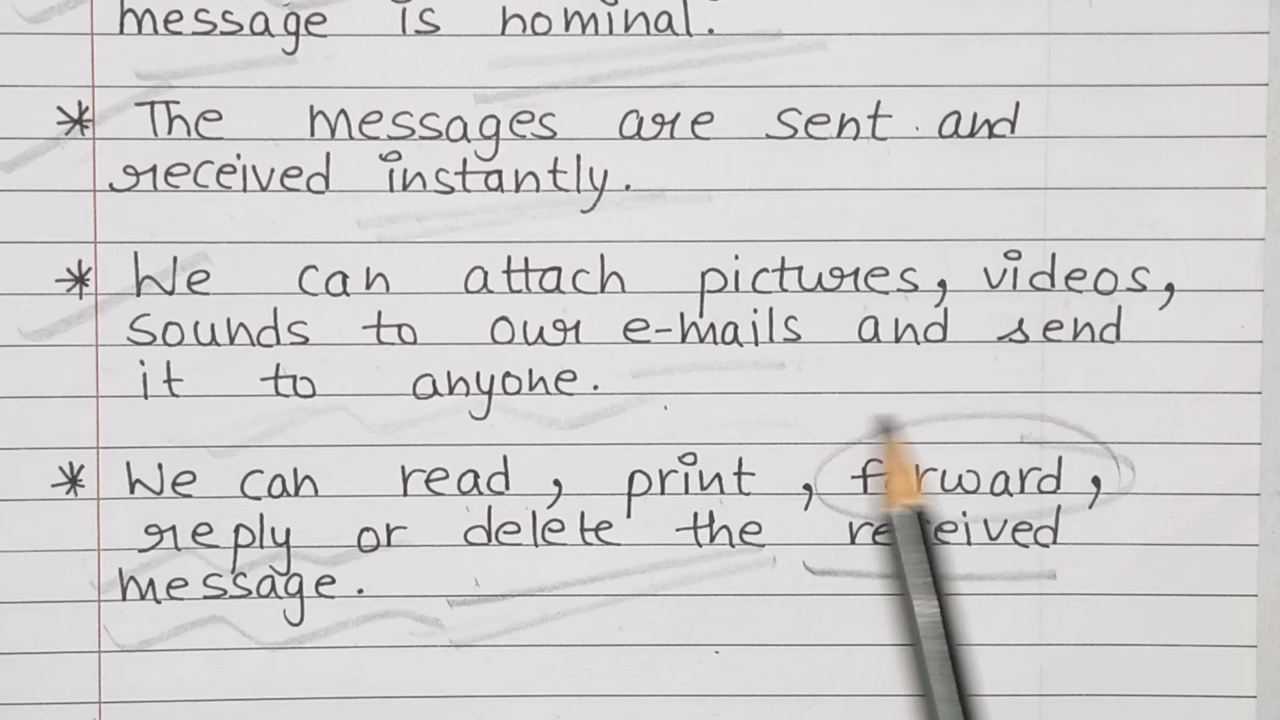 message is nominal.
* The messages are sent and
received instantly.
* We can attach pictures, videos,
sounds to our e-mails and send
it to anyone.
* We can read, print, forward,
reply or delete the received
message.